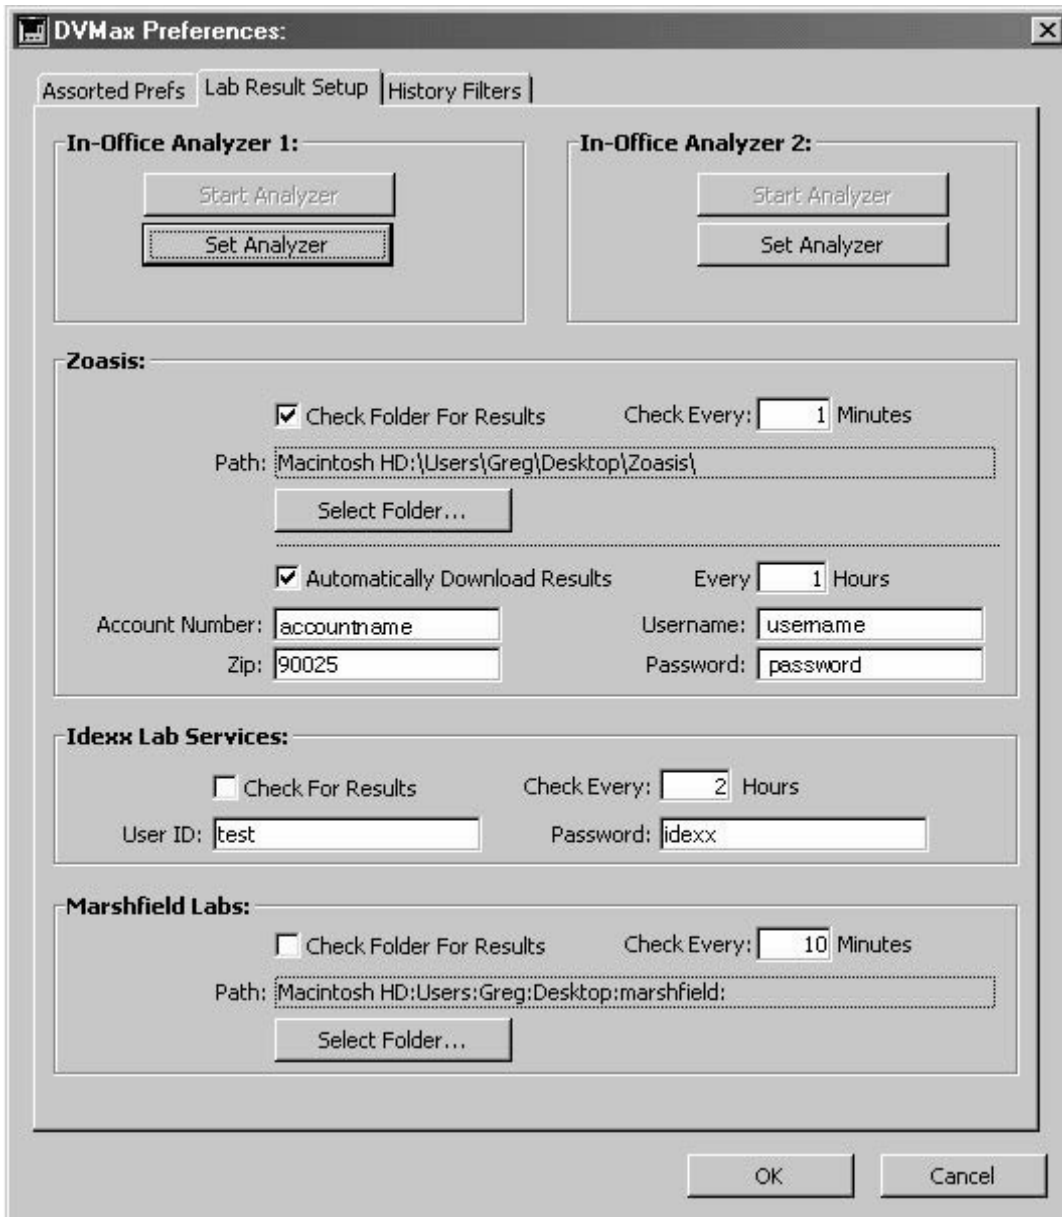 DVMax Preferences:
Assorted Prefs Lab Result Setup History Filters
In-Office Analyzer 1: In-Office Analyzer 2:
Start Analyzer Start Analyzer
Set Analyzer Set Analyzer
Zoasis:
Check Folder For Results Check Every: 1 Minutes
Path: Macintosh HD:\Users\Greg\Desktop\Zoasis\
Select Folder...
Automatically Download Results Every 1 Hours
Account Number: accountname Username: username
Zip: 90025 Password: password
Idexx Lab Services:
Check For Results Check Every: 2 Hours
User ID: test Password: idexx
Marshfield Labs:
Check Folder For Results Check Every: 10 Minutes
Path: Macintosh HD:Users:Greg:Desktop:marshfield:
Select Folder...
OK Cancel